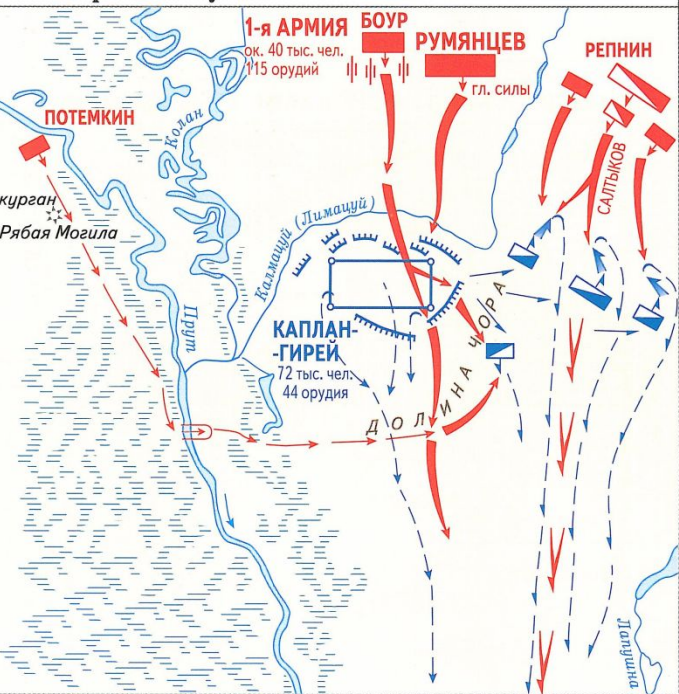 1-я АРМИЯ
ок. 40 тыс. чел.
115 орудий
БОУР
РУМЯНЦЕВ
гл. силы
РЕПНИН
САЛТЫКОВ
ПОТЕМКИН
Колан
курган
Рябая Могила
Калмацуй (Лимацуй)
Прут
КАПЛАН-
-ГИРЕЙ
72 тыс. чел.
44 орудия
ДОЛИНА ЧОРА
Лапушна